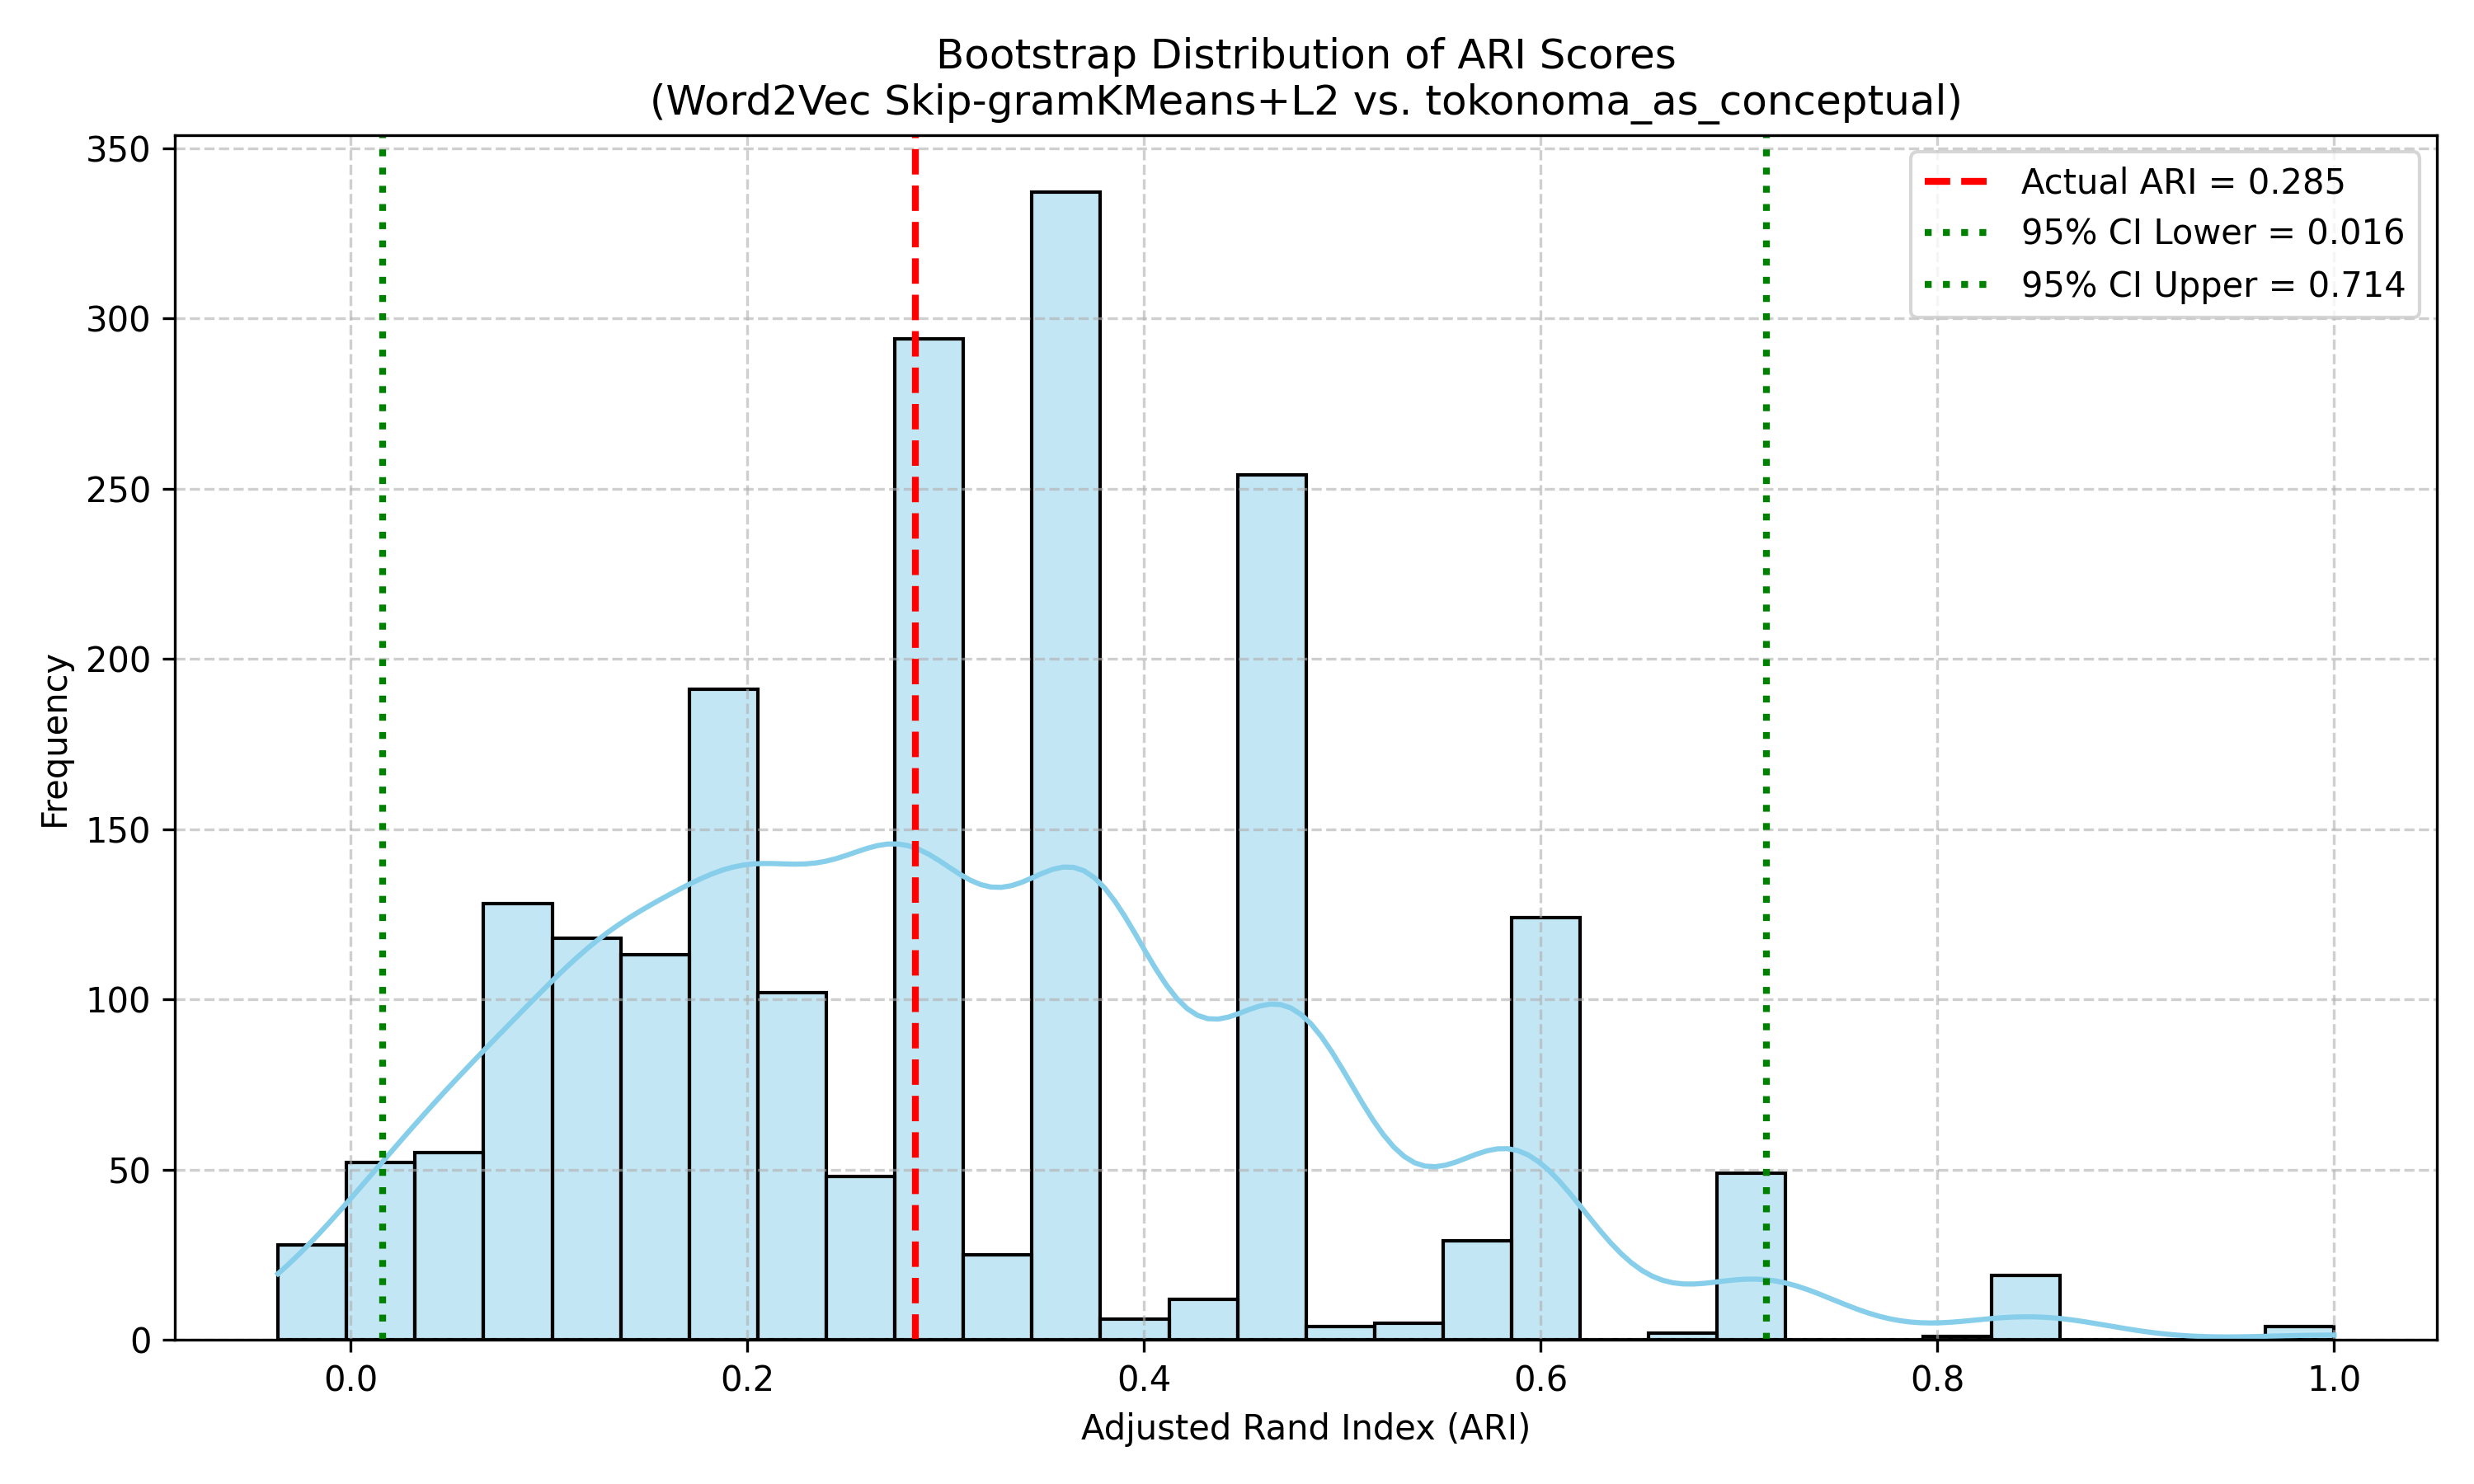 Bootstrap Distribution of ARI Scores
(Word2Vec Skip-gramKMeans+L2 vs. tokonoma_as_conceptual)
Actual ARI = 0.285
95% CI Lower = 0.016
95% CI Upper = 0.714
Frequency
350
300
250
200
150
100
50
0
0.0 0.2 0.4 0.6 0.8 1.0
Adjusted Rand Index (ARI)